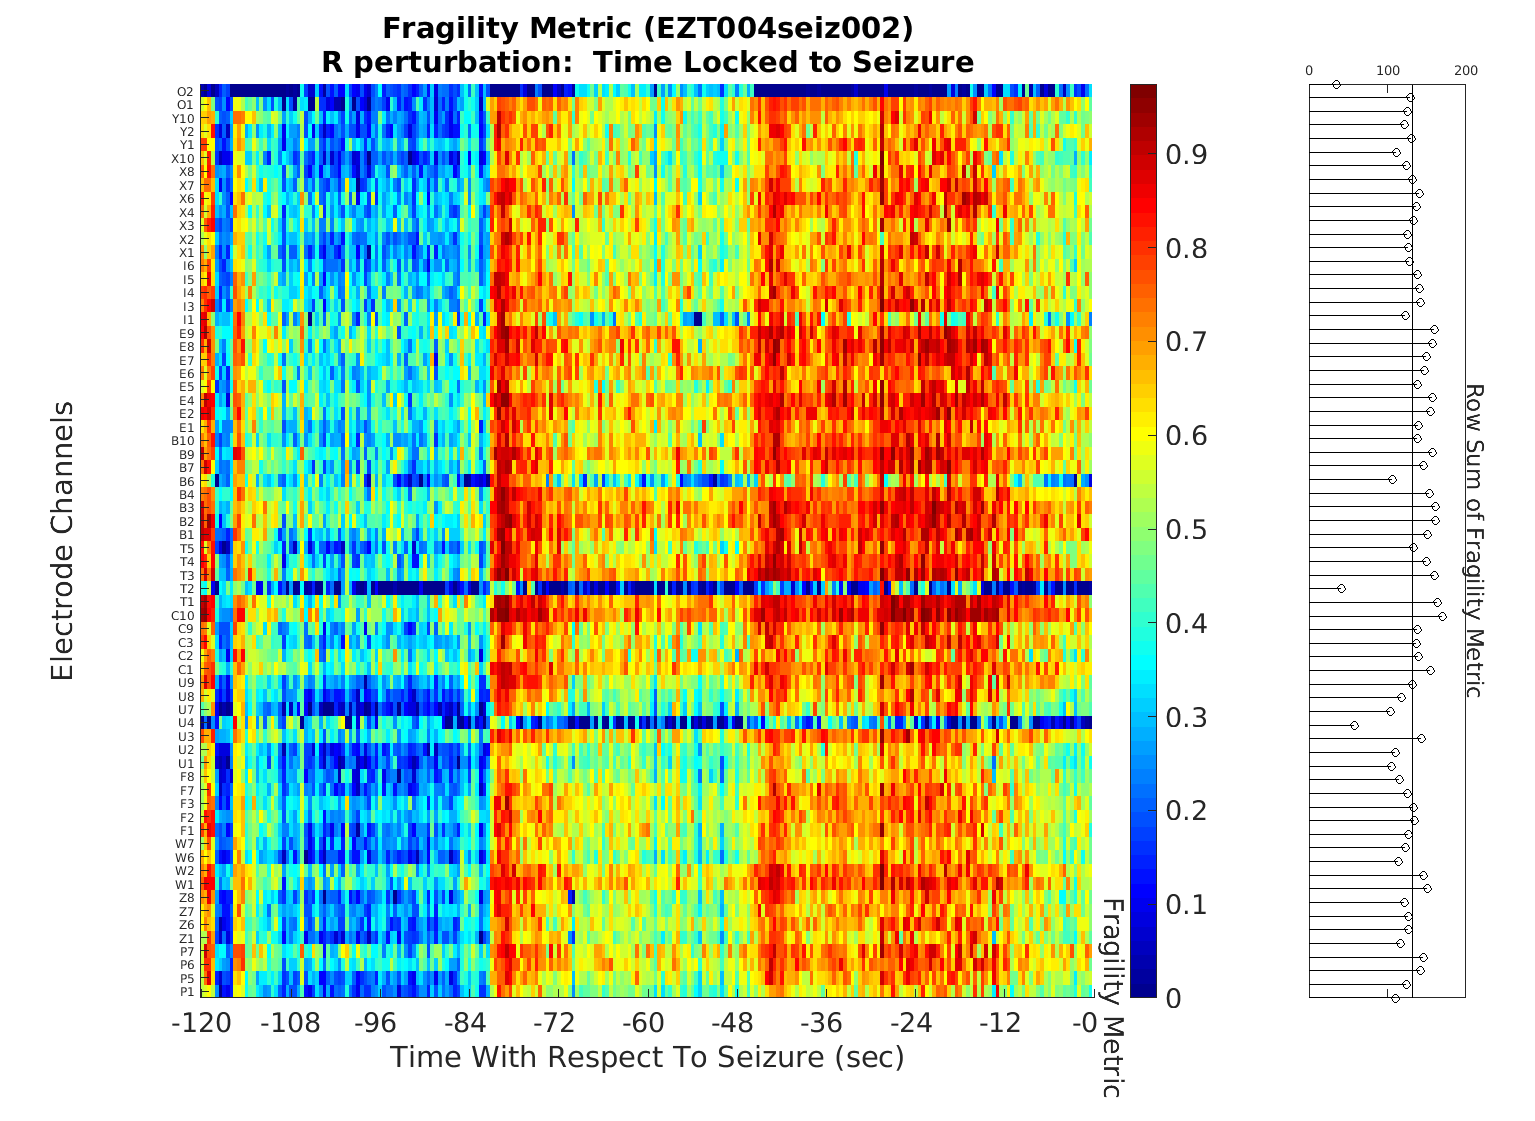 Fragility Metric (EZT004seiz002)
R perturbation:  Time Locked to Seizure
Electrode Channels
O2
O1
Y10
Y2
Y1
X10
X8
X7
X6
X4
X3
X2
X1
I6
I5
I4
I3
I1
E9
E8
E7
E6
E5
E4
E2
E1
B10
B9
B7
B6
B4
B3
B2
B1
T5
T4
T3
T2
T1
C10
C9
C3
C2
C1
U9
U8
U7
U4
U3
U2
U1
F8
F7
F3
F2
F1
W7
W6
W2
W1
Z8
Z7
Z6
Z1
P7
P6
P5
P1
-120 -108 -96 -84 -72 -60 -48 -36 -24 -12 -0
Time With Respect To Seizure (sec)
0.9
0.8
0.7
0.6
0.5
0.4
0.3
0.2
0.1
0
Fragility Metric
0 100 200
Row Sum of Fragility Metric